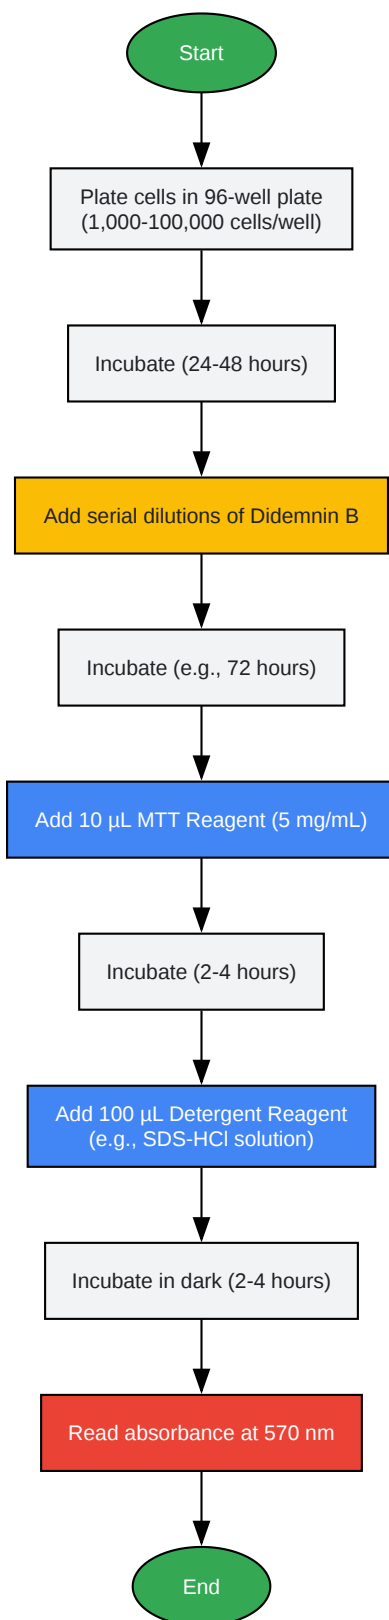 Start
Plate cells in 96-well plate
(1,000-100,000 cells/well)
Incubate (24-48 hours)
Add serial dilutions of Didemnin B
Incubate (e.g., 72 hours)
Add 10 µL MTT Reagent (5 mg/mL)
Incubate (2-4 hours)
Add 100 µL Detergent Reagent
(e.g., SDS-HCl solution)
Incubate in dark (2-4 hours)
Read absorbance at 570 nm
End